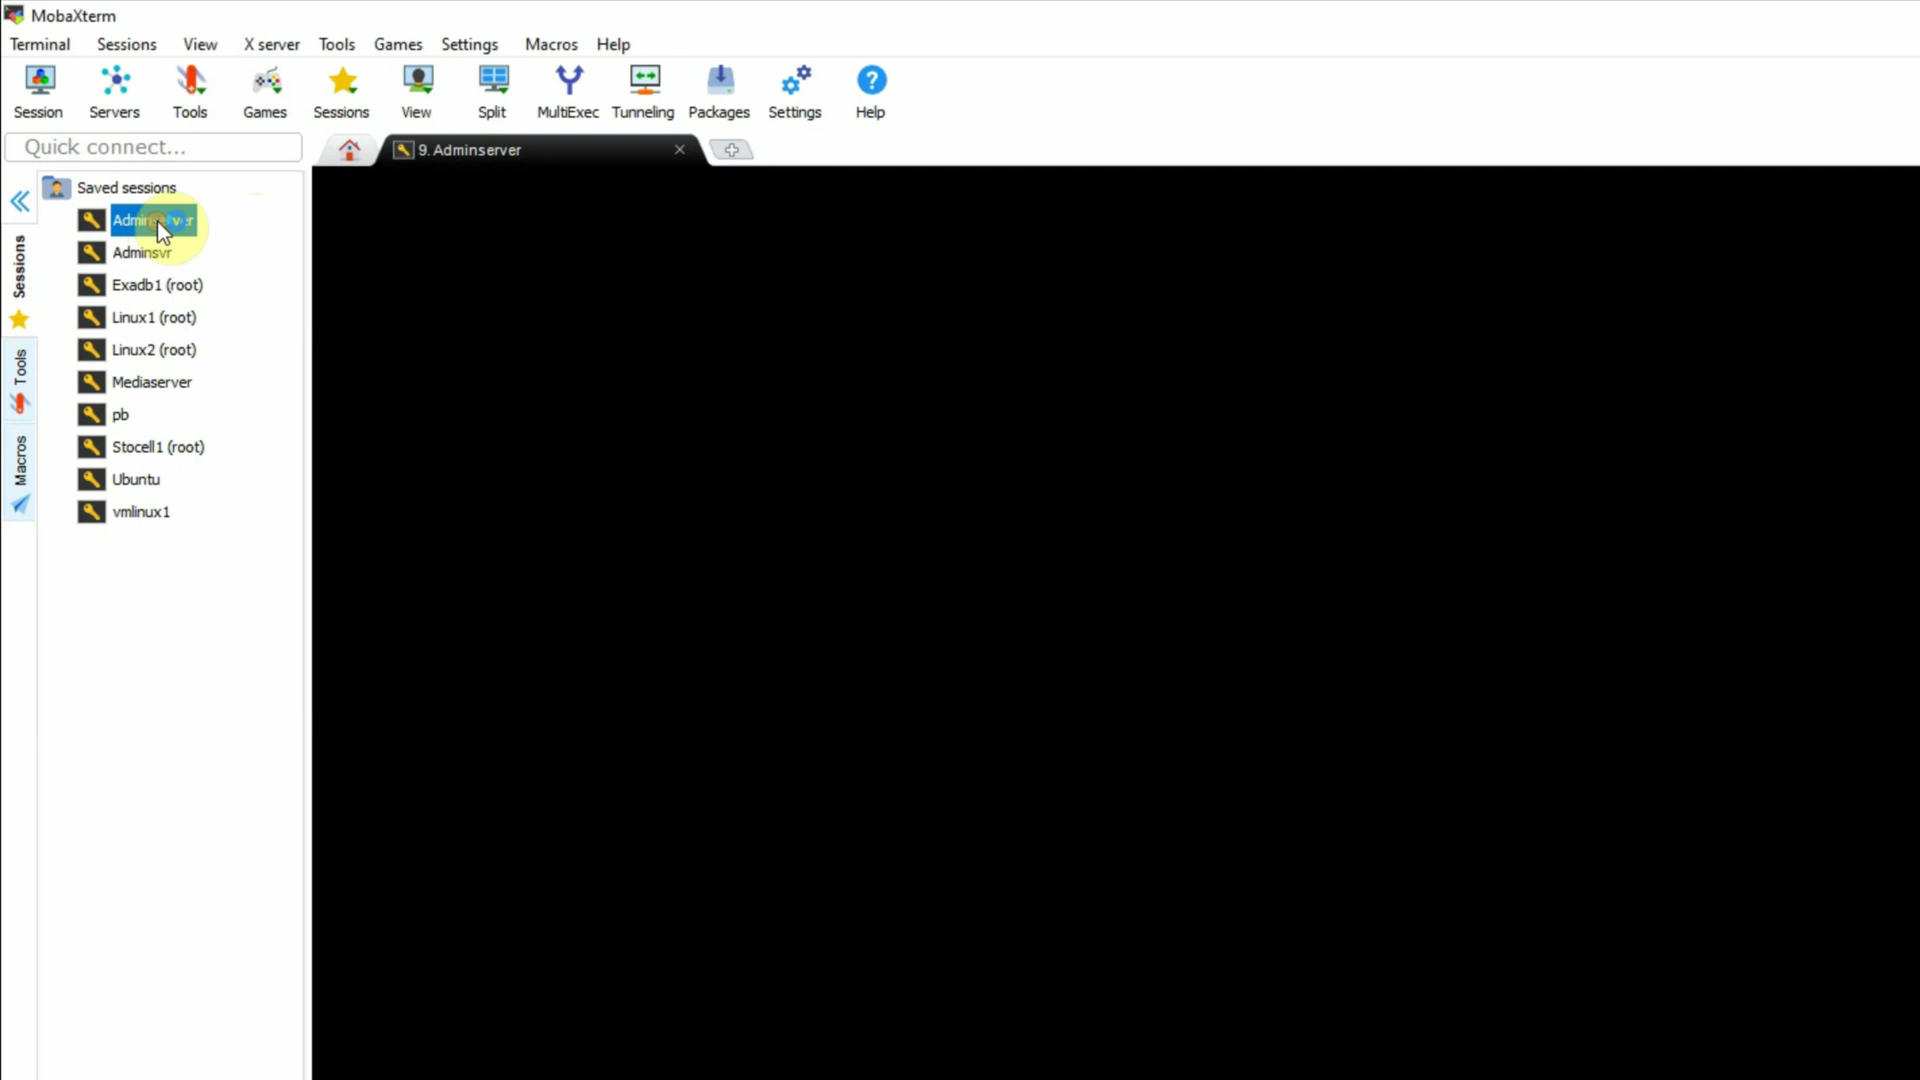 MobaXterm
Terminal Sessions View X server Tools Games Settings Macros Help
Session Servers Tools Games Sessions View Split MultiExec Tunneling Packages Settings Help
Quick connect...
9. Adminserver
Saved sessions
Adminserver
Adminsvr
Exadb1 (root)
Linux1 (root)
Linux2 (root)
Mediaserver
pb
Stocell1 (root)
Ubuntu
vmlinux1
Sessions
Tools
Macros